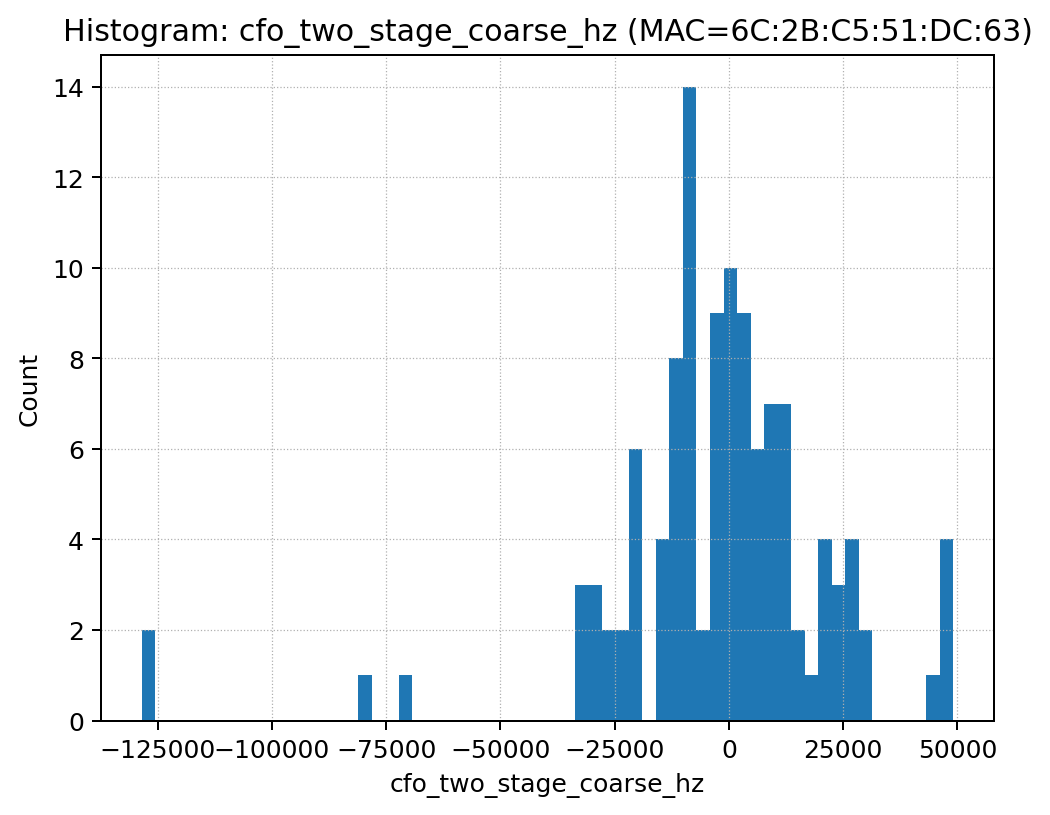 Histogram: cfo_two_stage_coarse_hz (MAC=6C:2B:C5:51:DC:63)
14
12
10
8
6
4
2
0
Count
−125000 −100000 −75000 −50000 −25000 0 25000 50000
cfo_two_stage_coarse_hz